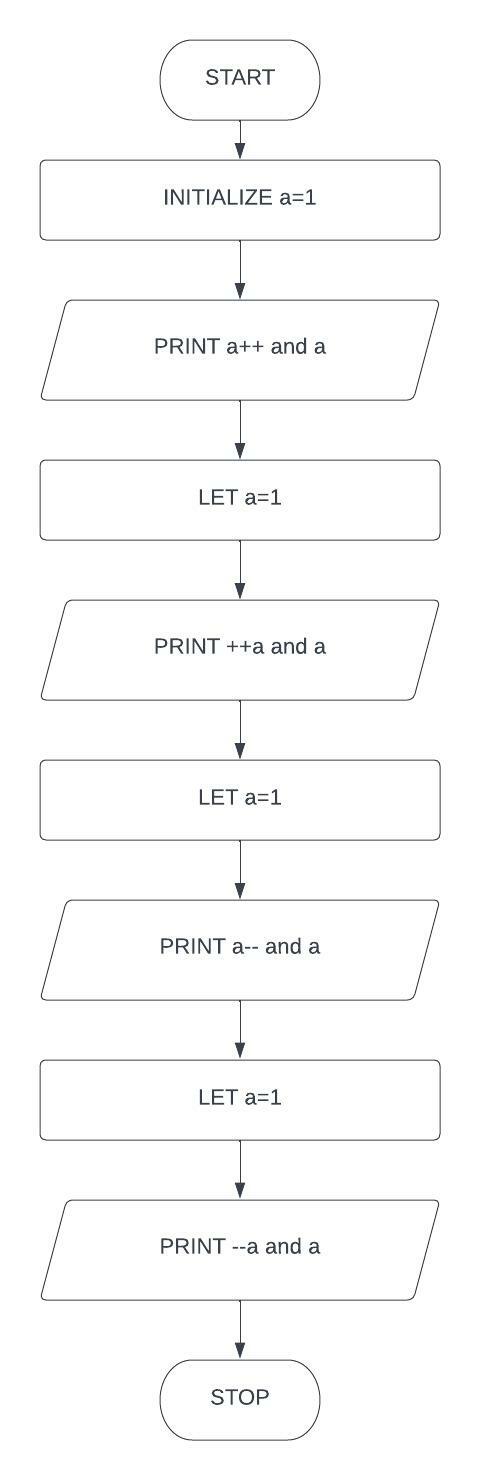 START
INITIALIZE a=1
PRINT a++ and a
LET a=1
PRINT ++a and a
LET a=1
PRINT a-- and a
LET a=1
PRINT --a and a
STOP